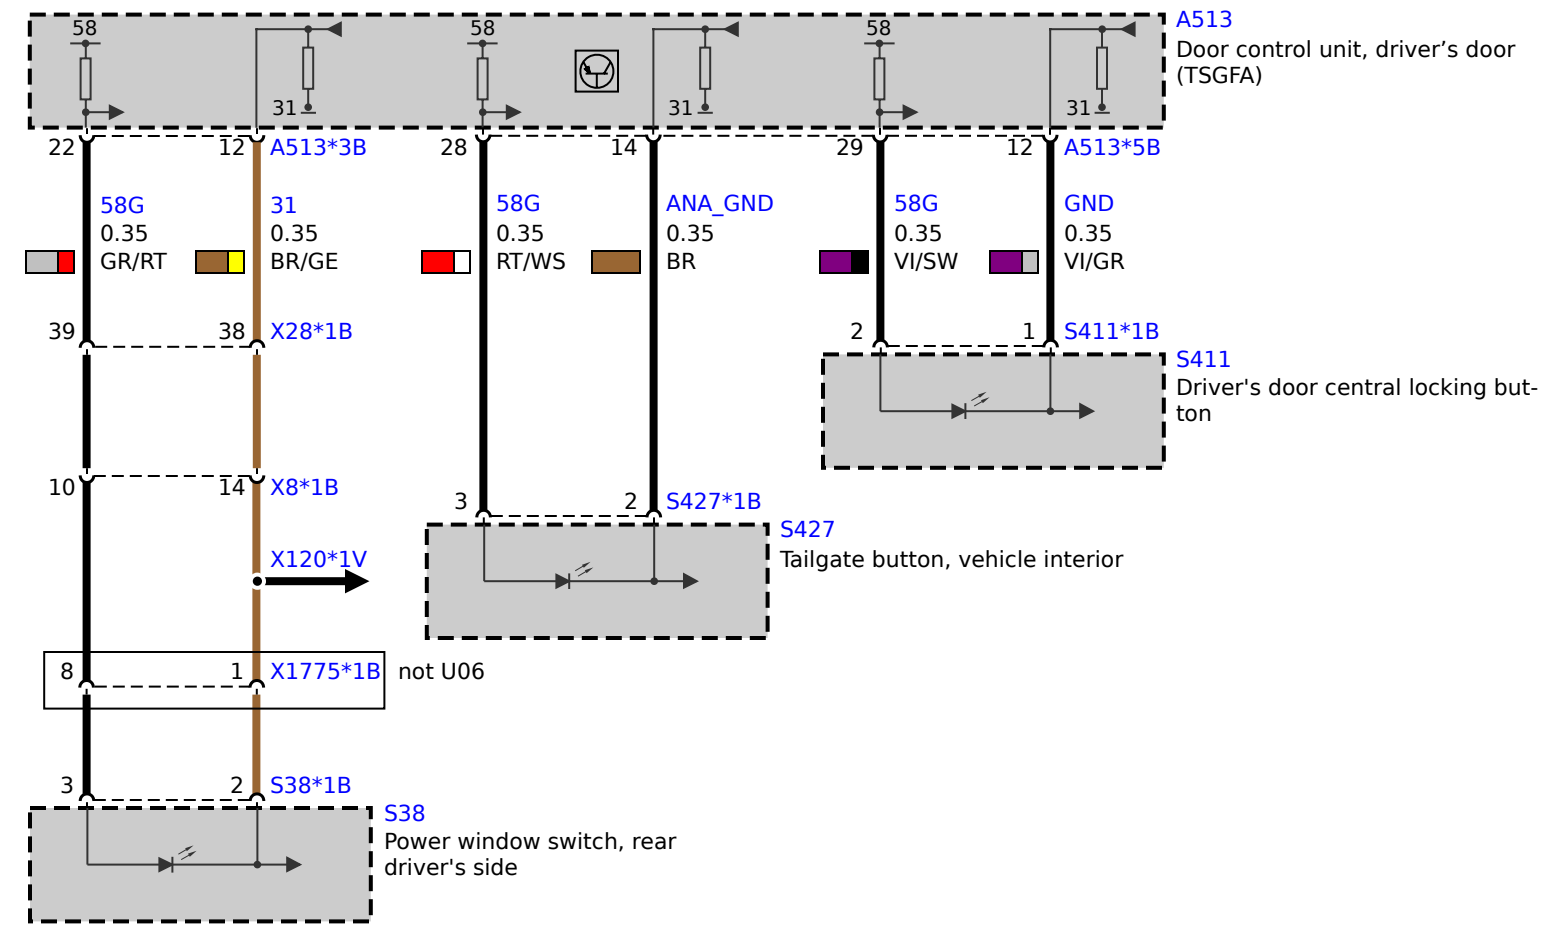 A513
Door control unit, driver’s door
(TSGFA)
58
31
58
31
58
31
22
12
A513*3B
28
14
29
12
A513*5B
58G
0.35
GR/RT
31
0.35
BR/GE
58G
0.35
RT/WS
ANA_GND
0.35
BR
58G
0.35
VI/SW
GND
0.35
VI/GR
39
38
X28*1B
2
1
S411*1B
S411
Driver's door central locking but-
ton
10
14
X8*1B
3
2
S427*1B
S427
Tailgate button, vehicle interior
X120*1V
8
1
X1775*1B
not U06
3
2
S38*1B
S38
Power window switch, rear
driver's side